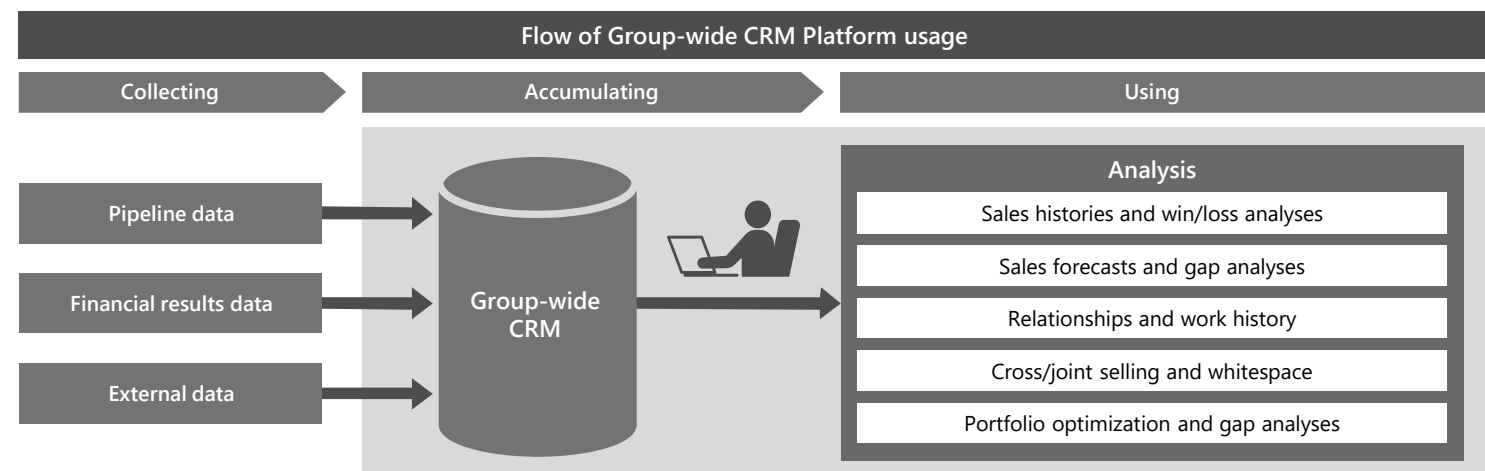 Flow of Group-wide CRM Platform usage
Collecting
Accumulating
Using
Pipeline data
Financial results data
External data
Group-wide
CRM
Analysis
Sales histories and win/loss analyses
Sales forecasts and gap analyses
Relationships and work history
Cross/joint selling and whitespace
Portfolio optimization and gap analyses